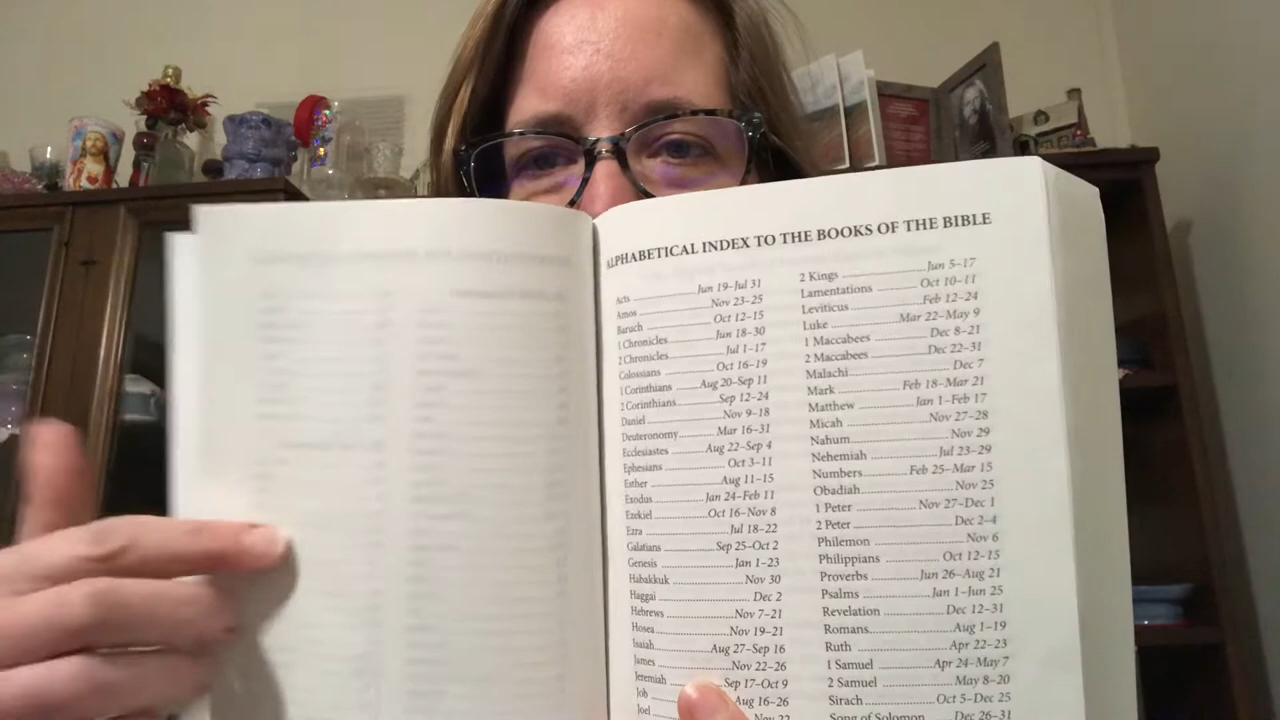 ALPHABETICAL INDEX TO THE BOOKS OF THE BIBLE
Acts Jun 19–Jul 31
Amos Nov 23–25
Baruch Oct 12–15
1 Chronicles Jun 18–30
2 Chronicles Jul 1–17
Colossians Oct 16–19
1 Corinthians Aug 20–Sep 11
2 Corinthians Sep 12–24
Daniel Nov 9–18
Deuteronomy Mar 16–31
Ecclesiastes Aug 22–Sep 4
Ephesians Oct 3–11
Esther Aug 11–15
Exodus Jan 24–Feb 11
Ezekiel Oct 16–Nov 8
Ezra Jul 18–22
Galatians Sep 25–Oct 2
Genesis Jan 1–23
Habakkuk Nov 30
Haggai Dec 2
Hebrews Nov 7–21
Hosea Nov 19–21
Isaiah Aug 27–Sep 16
James Nov 22–26
Jeremiah Sep 17–Oct 9
Job Aug 16–26
Joel Nov 22
2 Kings Jun 5–17
Lamentations Oct 10–11
Leviticus Feb 12–24
Luke Mar 22–May 9
1 Maccabees Dec 8–21
2 Maccabees Dec 22–31
Malachi Dec 7
Mark Feb 18–Mar 21
Matthew Jan 1–Feb 17
Micah Nov 27–28
Nahum Nov 29
Nehemiah Jul 23–29
Numbers Feb 25–Mar 15
Obadiah Nov 25
1 Peter Nov 27–Dec 1
2 Peter Dec 2–4
Philemon Nov 6
Philippians Oct 12–15
Proverbs Jun 26–Aug 21
Psalms Jan 1–Jun 25
Revelation Dec 12–31
Romans Aug 1–19
Ruth Apr 22–23
1 Samuel Apr 24–May 7
2 Samuel May 8–20
Sirach Oct 5–Dec 25
Song of Solomon Dec 26–31